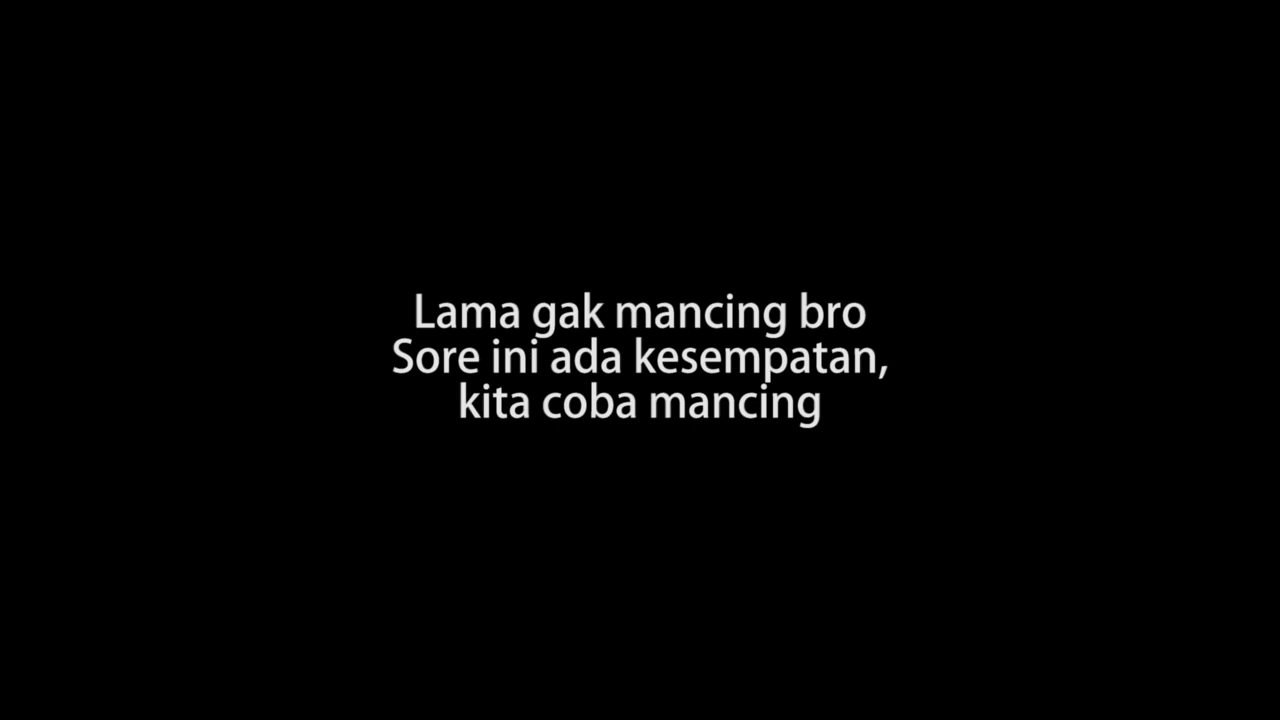 Lama gak mancing bro
Sore ini ada kesempatan,
kita coba mancing